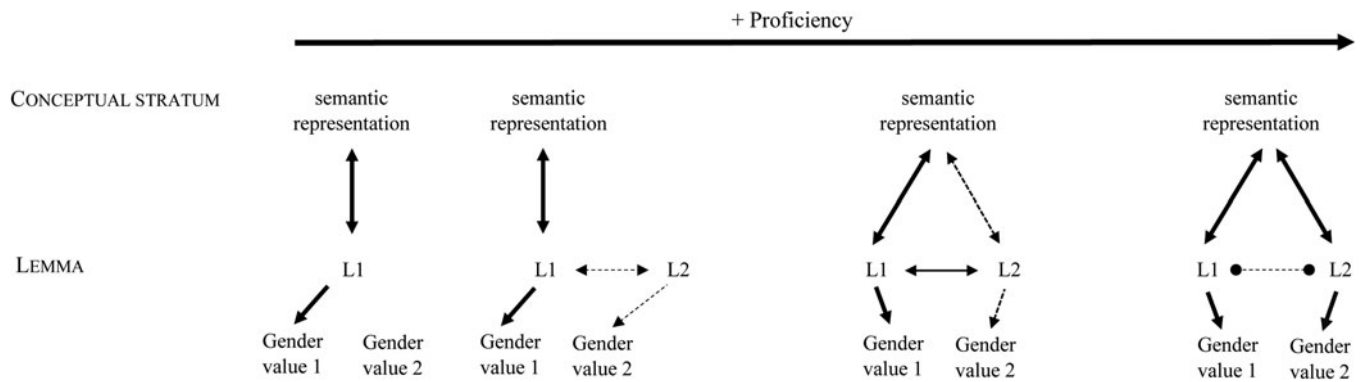 + Proficiency
CONCEPTUAL STRATUM
semantic
representation
semantic
representation
semantic
representation
semantic
representation
LEMMA
L1
L1
L2
L1
L2
L1
L2
Gender
value 1
Gender
value 2
Gender
value 1
Gender
value 2
Gender
value 1
Gender
value 2
Gender
value 1
Gender
value 2